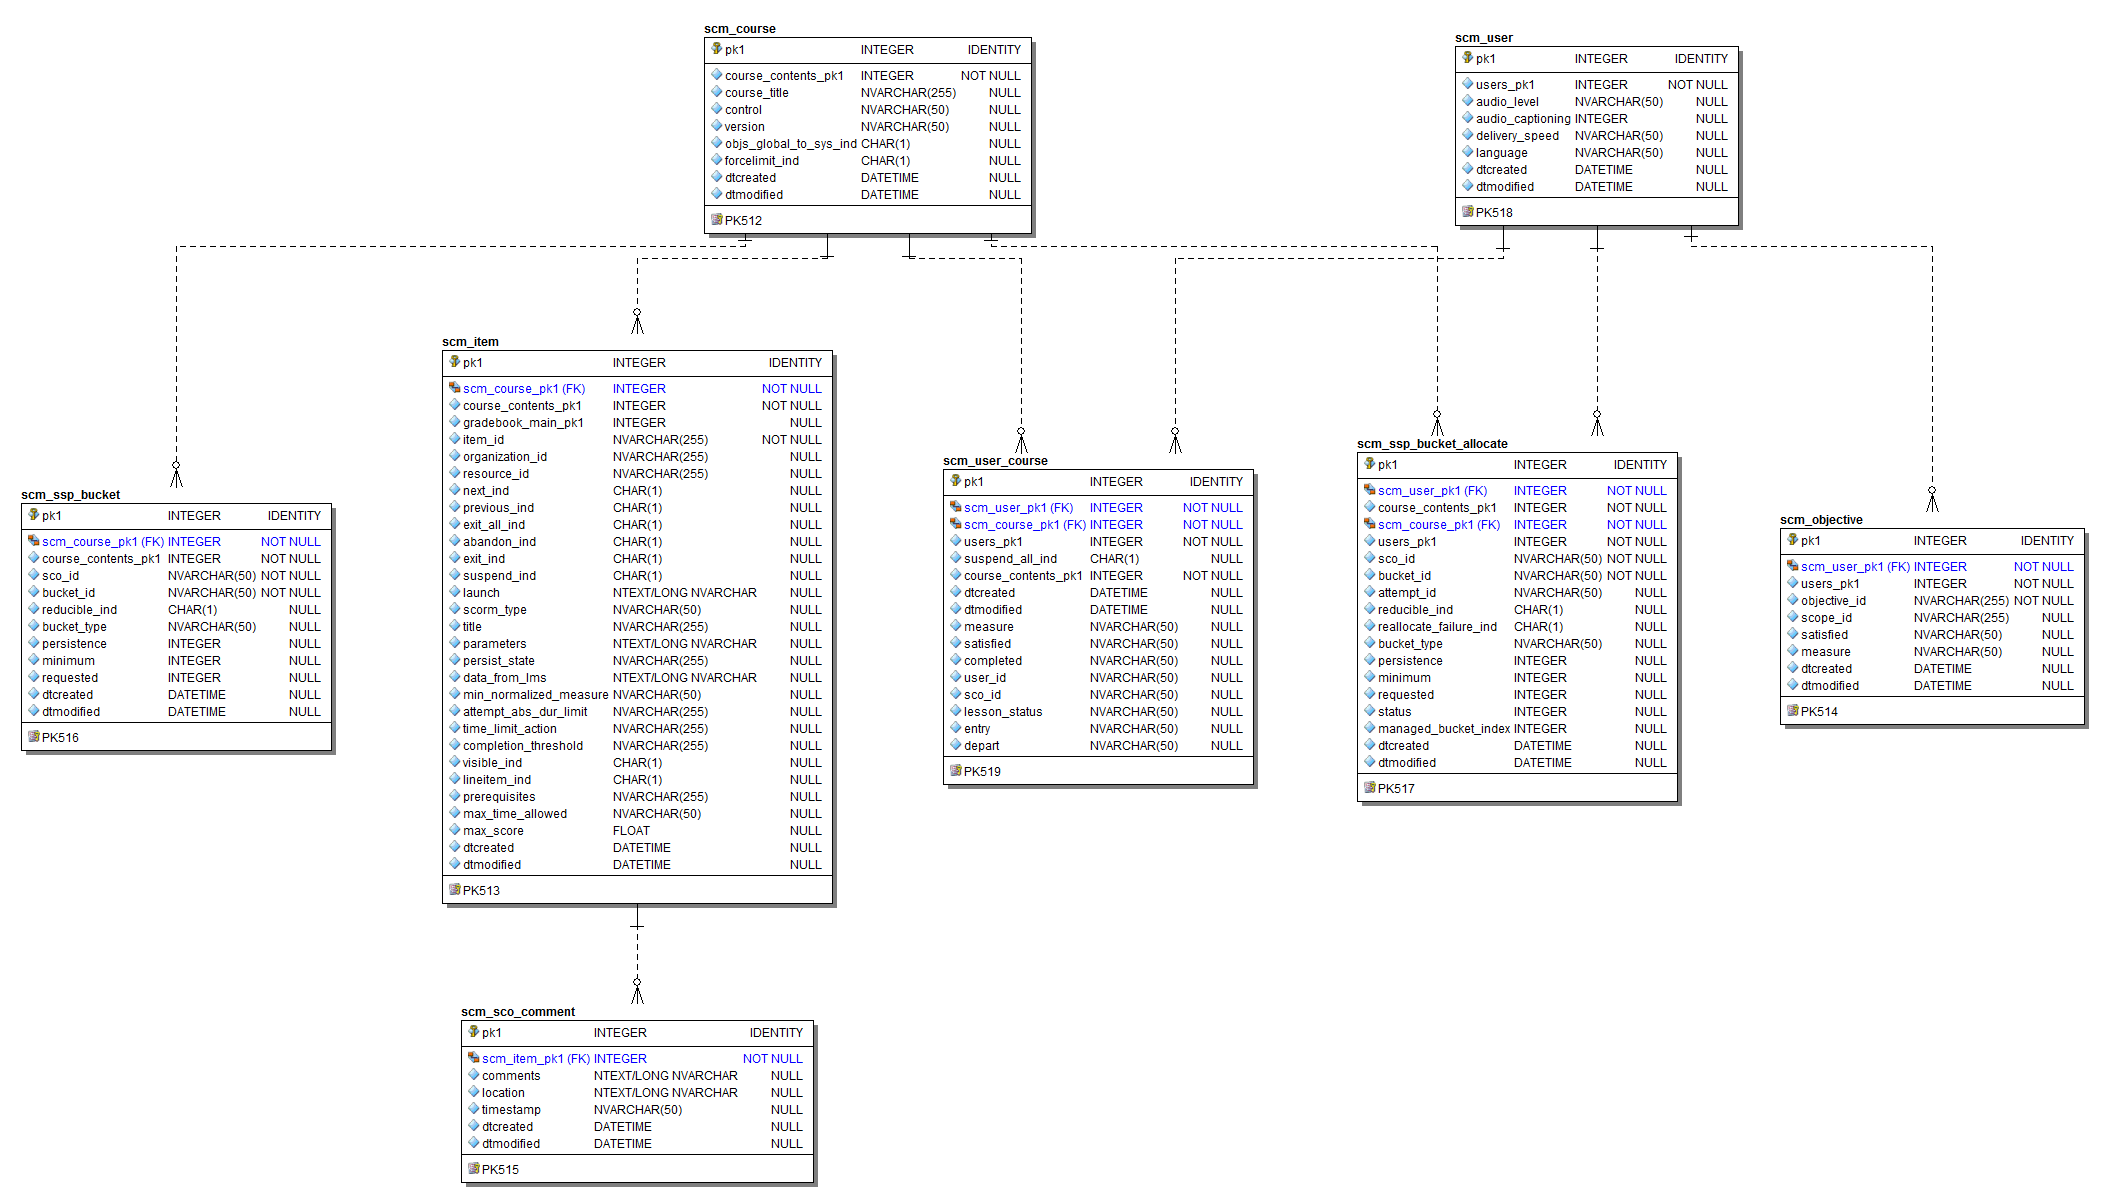 scm_course
pk1 INTEGER IDENTITY
course_contents_pk1 INTEGER NOT NULL
course_title NVARCHAR(255) NULL
control NVARCHAR(50) NULL
version NVARCHAR(50) NULL
objs_global_to_sys_ind CHAR(1) NULL
forcelimit_ind CHAR(1) NULL
dtcreated DATETIME NULL
dtmodified DATETIME NULL
PK512
scm_user
pk1 INTEGER IDENTITY
users_pk1 INTEGER NOT NULL
audio_level NVARCHAR(50) NULL
audio_captioning INTEGER NULL
delivery_speed NVARCHAR(50) NULL
language NVARCHAR(50) NULL
dtcreated DATETIME NULL
dtmodified DATETIME NULL
PK518
scm_ssp_bucket
pk1 INTEGER IDENTITY
scm_course_pk1 (FK) INTEGER NOT NULL
course_contents_pk1 INTEGER NOT NULL
sco_id NVARCHAR(50) NOT NULL
bucket_id NVARCHAR(50) NOT NULL
reducible_ind CHAR(1) NULL
bucket_type NVARCHAR(50) NULL
persistence INTEGER NULL
minimum INTEGER NULL
requested INTEGER NULL
dtcreated DATETIME NULL
dtmodified DATETIME NULL
PK516
scm_item
pk1 INTEGER IDENTITY
scm_course_pk1 (FK) INTEGER NOT NULL
course_contents_pk1 INTEGER NOT NULL
gradebook_main_pk1 INTEGER NULL
item_id NVARCHAR(255) NOT NULL
organization_id NVARCHAR(255) NULL
resource_id NVARCHAR(255) NULL
next_ind CHAR(1) NULL
previous_ind CHAR(1) NULL
exit_all_ind CHAR(1) NULL
abandon_ind CHAR(1) NULL
exit_ind CHAR(1) NULL
suspend_ind CHAR(1) NULL
launch NTEXT/LONG NVARCHAR NULL
scorm_type NVARCHAR(50) NULL
title NVARCHAR(255) NULL
parameters NTEXT/LONG NVARCHAR NULL
persist_state NVARCHAR(255) NULL
data_from_lms NTEXT/LONG NVARCHAR NULL
min_normalized_measure NVARCHAR(50) NULL
attempt_abs_dur_limit NVARCHAR(255) NULL
time_limit_action NVARCHAR(255) NULL
completion_threshold NVARCHAR(255) NULL
visible_ind CHAR(1) NULL
lineitem_ind CHAR(1) NULL
prerequisites NVARCHAR(255) NULL
max_time_allowed NVARCHAR(50) NULL
max_score FLOAT NULL
dtcreated DATETIME NULL
dtmodified DATETIME NULL
PK513
scm_user_course
pk1 INTEGER IDENTITY
scm_user_pk1 (FK) INTEGER NOT NULL
scm_course_pk1 (FK) INTEGER NOT NULL
users_pk1 INTEGER NOT NULL
suspend_all_ind CHAR(1) NULL
course_contents_pk1 INTEGER NOT NULL
dtcreated DATETIME NULL
dtmodified DATETIME NULL
measure NVARCHAR(50) NULL
satisfied NVARCHAR(50) NULL
completed NVARCHAR(50) NULL
user_id NVARCHAR(50) NULL
sco_id NVARCHAR(50) NULL
lesson_status NVARCHAR(50) NULL
entry NVARCHAR(50) NULL
depart NVARCHAR(50) NULL
PK519
scm_ssp_bucket_allocate
pk1 INTEGER IDENTITY
scm_user_pk1 (FK) INTEGER NOT NULL
course_contents_pk1 INTEGER NOT NULL
scm_course_pk1 (FK) INTEGER NOT NULL
users_pk1 INTEGER NOT NULL
sco_id NVARCHAR(50) NOT NULL
bucket_id NVARCHAR(50) NOT NULL
attempt_id NVARCHAR(50) NULL
reducible_ind CHAR(1) NULL
reallocate_failure_ind CHAR(1) NULL
bucket_type NVARCHAR(50) NULL
persistence INTEGER NULL
minimum INTEGER NULL
requested INTEGER NULL
status INTEGER NULL
managed_bucket_index INTEGER NULL
dtcreated DATETIME NULL
dtmodified DATETIME NULL
PK517
scm_objective
pk1 INTEGER IDENTITY
scm_user_pk1 (FK) INTEGER NOT NULL
users_pk1 INTEGER NOT NULL
objective_id NVARCHAR(255) NOT NULL
scope_id NVARCHAR(255) NULL
satisfied NVARCHAR(50) NULL
measure NVARCHAR(50) NULL
dtcreated DATETIME NULL
dtmodified DATETIME NULL
PK514
scm_sco_comment
pk1 INTEGER IDENTITY
scm_item_pk1 (FK) INTEGER NOT NULL
comments NTEXT/LONG NVARCHAR NULL
location NTEXT/LONG NVARCHAR NULL
timestamp NVARCHAR(50) NULL
dtcreated DATETIME NULL
dtmodified DATETIME NULL
PK515